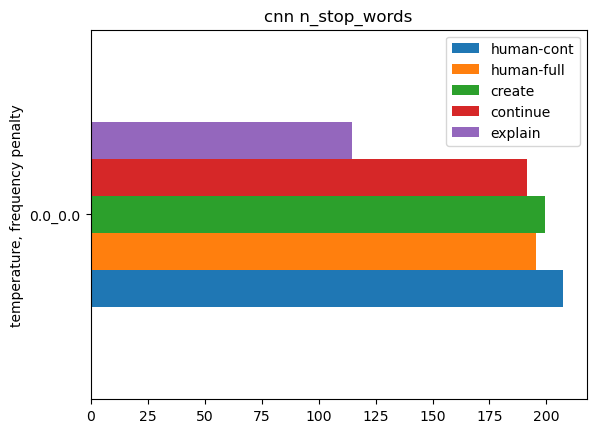 cnn n_stop_words
human-cont
human-full
create
continue
explain
temperature, frequency penalty
0.0_0.0
0 25 50 75 100 125 150 175 200